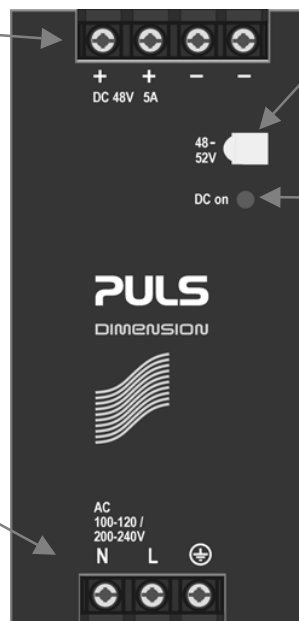 + + − −
DC 48V 5A
48-
52V
DC on
PULS
DIMENSION
AC
100-120 /
200-240V
N L